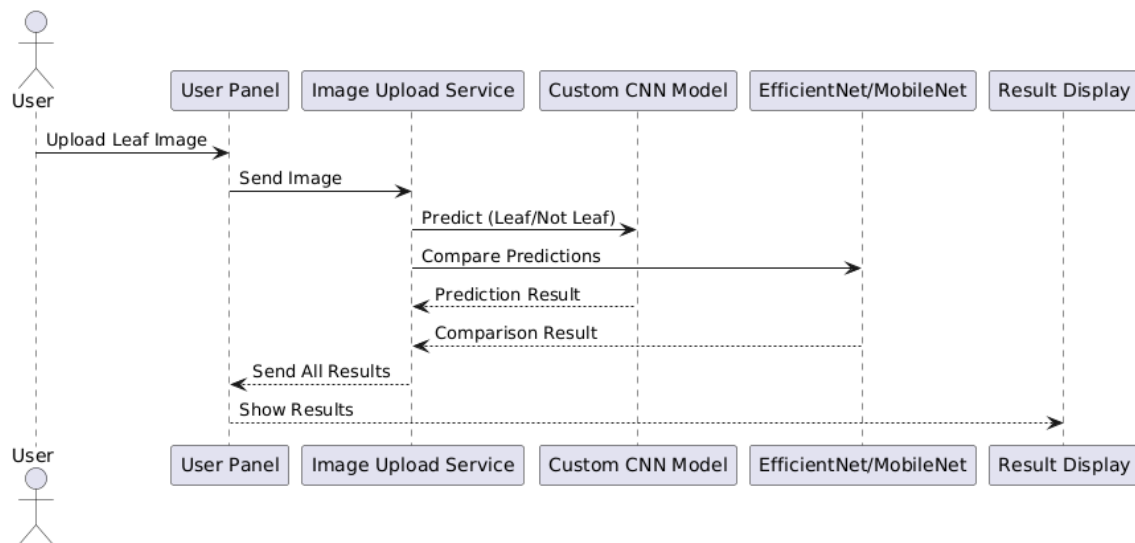 User
User Panel
Image Upload Service
Custom CNN Model
EfficientNet/MobileNet
Result Display
Upload Leaf Image
Send Image
Predict (Leaf/Not Leaf)
Compare Predictions
Prediction Result
Comparison Result
Send All Results
Show Results
User
User Panel
Image Upload Service
Custom CNN Model
EfficientNet/MobileNet
Result Display